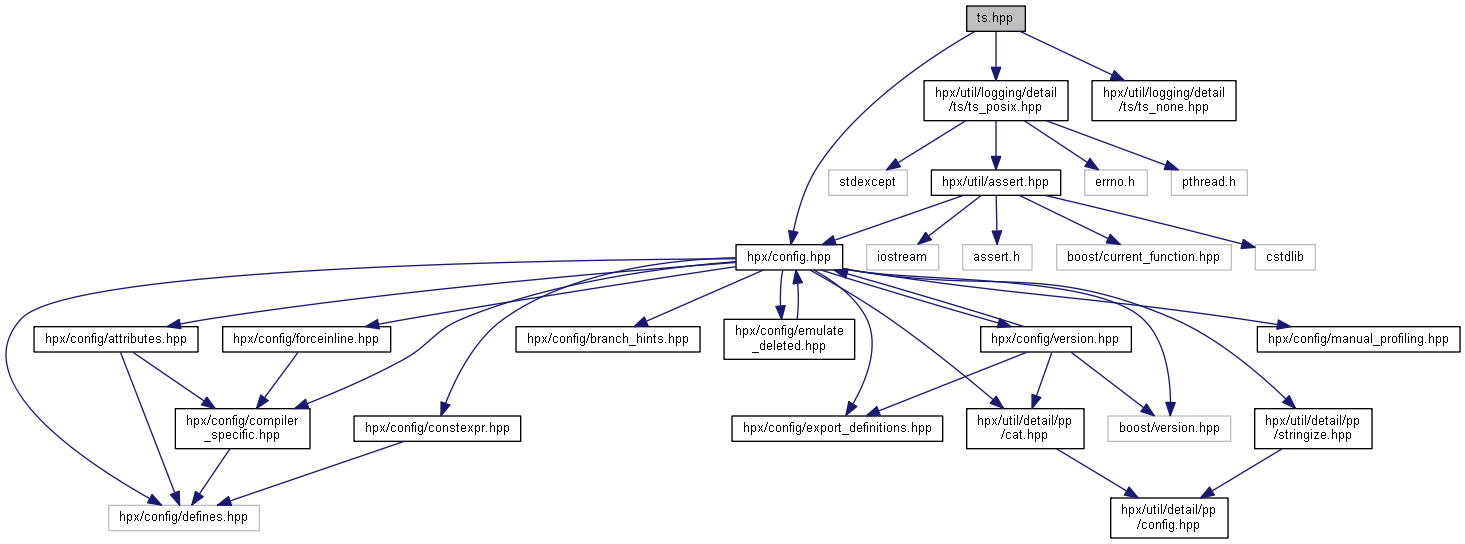 ts.hpp
hpx/util/logging/detail
/ts/ts_posix.hpp
hpx/util/logging/detail
/ts/ts_none.hpp
stdexcept
hpx/util/assert.hpp
errno.h
pthread.h
hpx/config.hpp
iostream
assert.h
boost/current_function.hpp
cstdlib
hpx/config/attributes.hpp
hpx/config/forceinline.hpp
hpx/config/branch_hints.hpp
hpx/config/emulate
_deleted.hpp
hpx/config/version.hpp
hpx/config/manual_profiling.hpp
hpx/config/compiler
_specific.hpp
hpx/config/constexpr.hpp
hpx/config/export_definitions.hpp
hpx/util/detail/pp
/cat.hpp
boost/version.hpp
hpx/util/detail/pp
/stringize.hpp
hpx/config/defines.hpp
hpx/util/detail/pp
/config.hpp